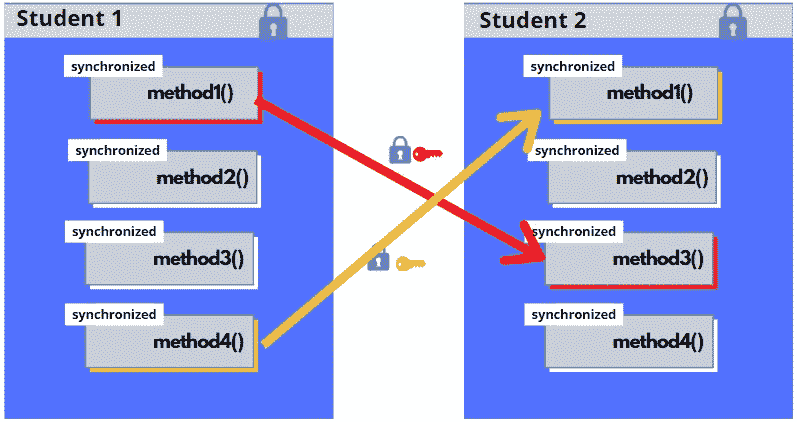 Student 1
synchronized
method1()
synchronized
method2()
synchronized
method3()
synchronized
method4()
Student 2
synchronized
method1()
synchronized
method2()
synchronized
method3()
synchronized
method4()